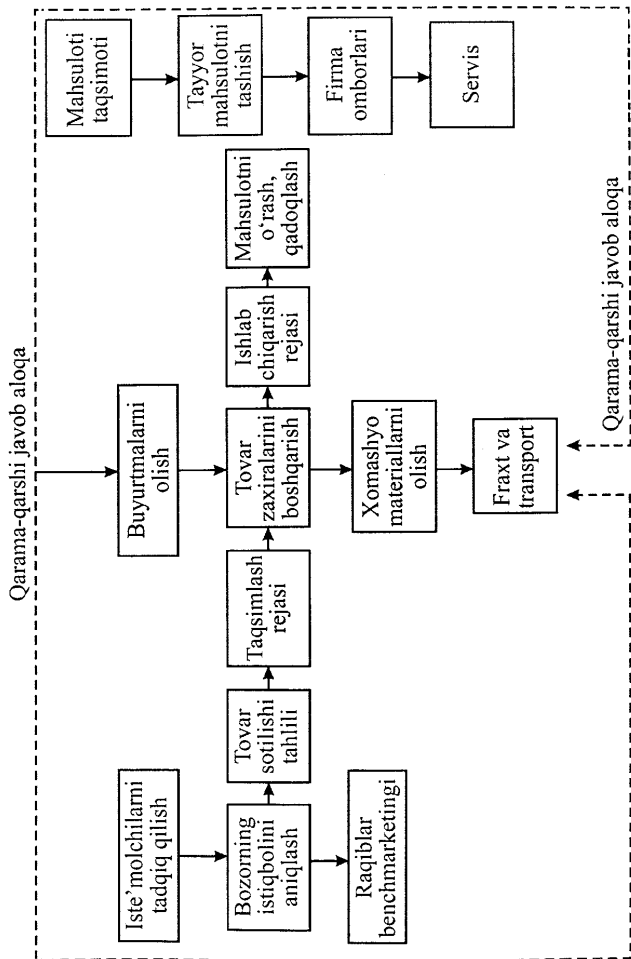 Qarama-qarshi javob aloqa
Iste’molchilarni
tadqiq qilish
Bozorning
istiqbolini
aniqlash
Raqiblar
benchmarketingi
Tovar
sotilishi
tahlili
Taqsimlash
rejasi
Buyurtmalarni
olish
Tovar
zaxiralarini
boshqarish
Xomashyo
materiallarni
olish
Fraxt va
transport
Ishlab
chiqarish
rejasi
Mahsulotni
o‘rash,
qadoqlash
Mahsuloti
taqsimoti
Tayyor
mahsulotni
tashish
Firma
omborlari
Servis
Qarama-qarshi javob aloqa